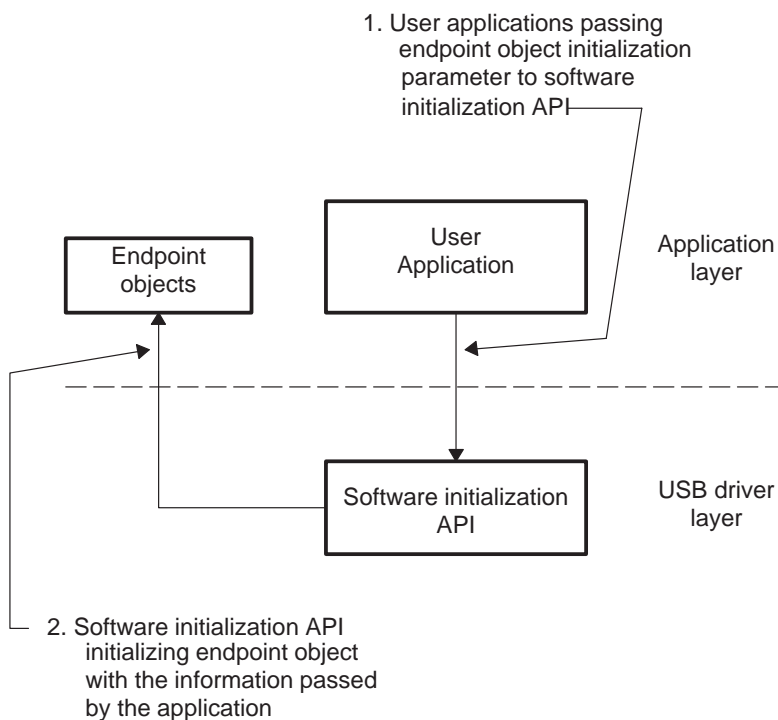 1. User applications passing
endpoint object initialization
parameter to software
initialization API
Endpoint
objects
User
Application
Application
layer
Software initialization
API
USB driver
layer
2. Software initialization API
initializing endpoint object
with the information passed
by the application